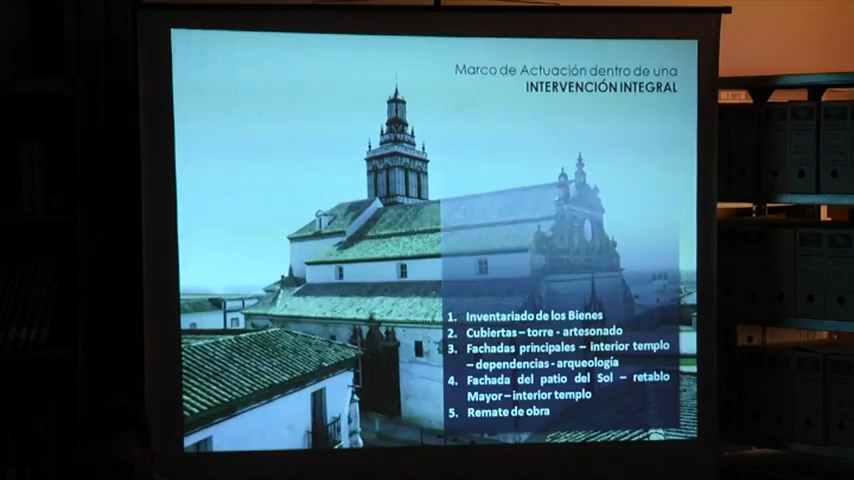 Marco de Actuación dentro de una
INTERVENCIÓN INTEGRAL
1. Inventariado de los Bienes
2. Cubiertas – torre - artesonado
3. Fachadas principales – interior templo
– dependencias - arqueología
4. Fachada del patio del Sol – retablo
Mayor – interior templo
5. Remate de obra